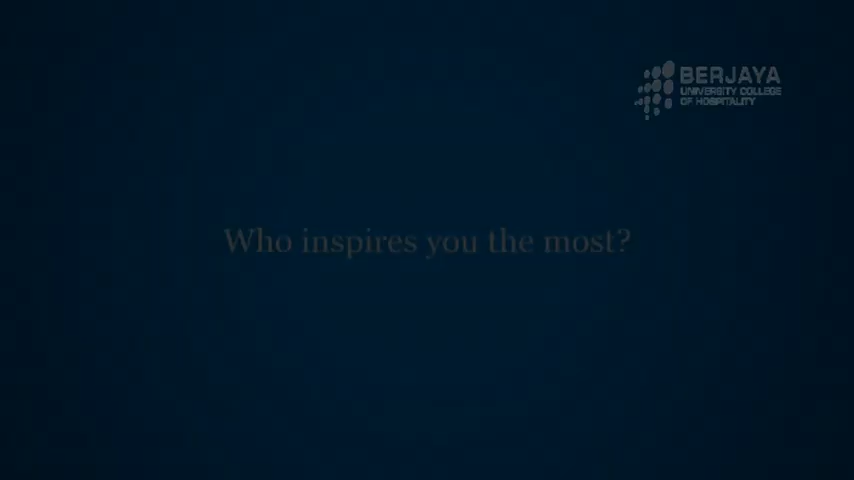 BERJAYA
UNIVERSITY COLLEGE
OF HOSPITALITY
Who inspires you the most?